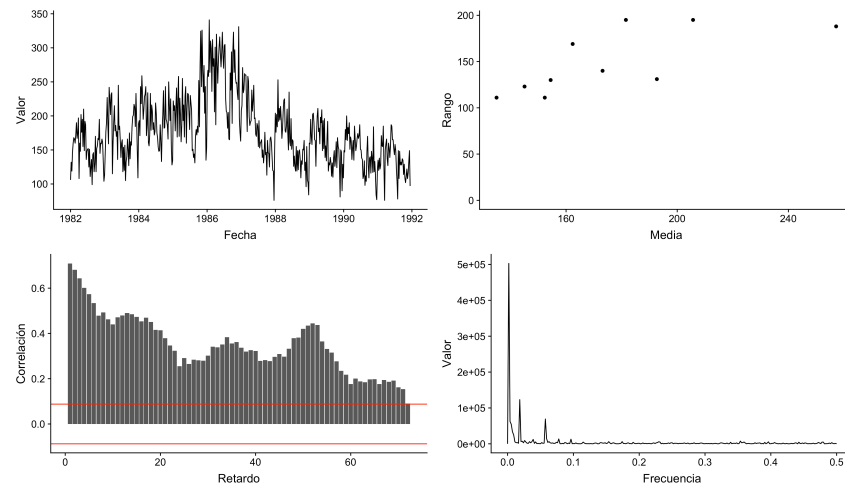 350
300
250
200
150
100
Valor
1982
1984
1986
1988
1990
1992
Fecha
200
150
100
50
0
Rango
160
200
240
Media
0.6
0.4
0.2
0.0
Correlación
0
20
40
60
Retardo
5e+05
4e+05
3e+05
2e+05
1e+05
0e+00
Valor
0.0
0.1
0.2
0.3
0.4
0.5
Frecuencia